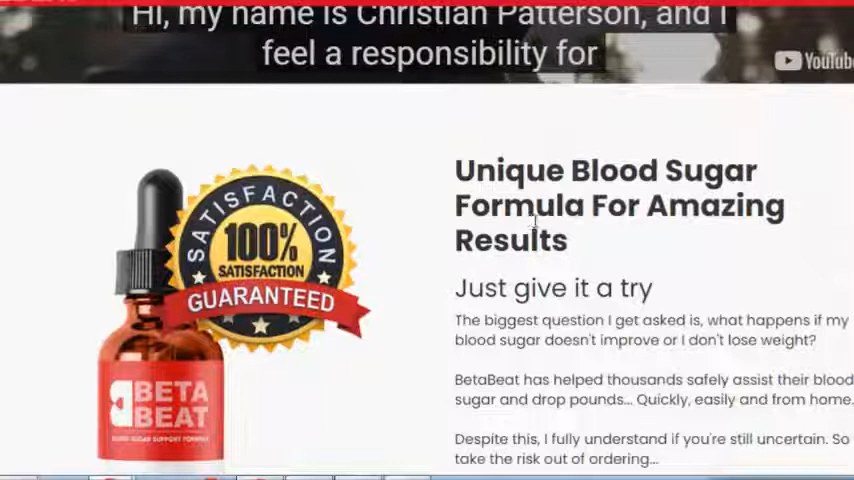 Hi, my name is Christian Patterson, and I
feel a responsibility for
YouTube
SATISFACTION
100%
SATISFACTION
GUARANTEED
BETA
BEAT
BLOOD SUGAR SUPPORT FORMULA
Unique Blood Sugar
Formula For Amazing
Results
Just give it a try
The biggest question I get asked is, what happens if my
blood sugar doesn't improve or I don't lose weight?
BetaBeat has helped thousands safely assist their blood
sugar and drop pounds... Quickly, easily and from home.
Despite this, I fully understand if you're still uncertain. So
take the risk out of ordering...